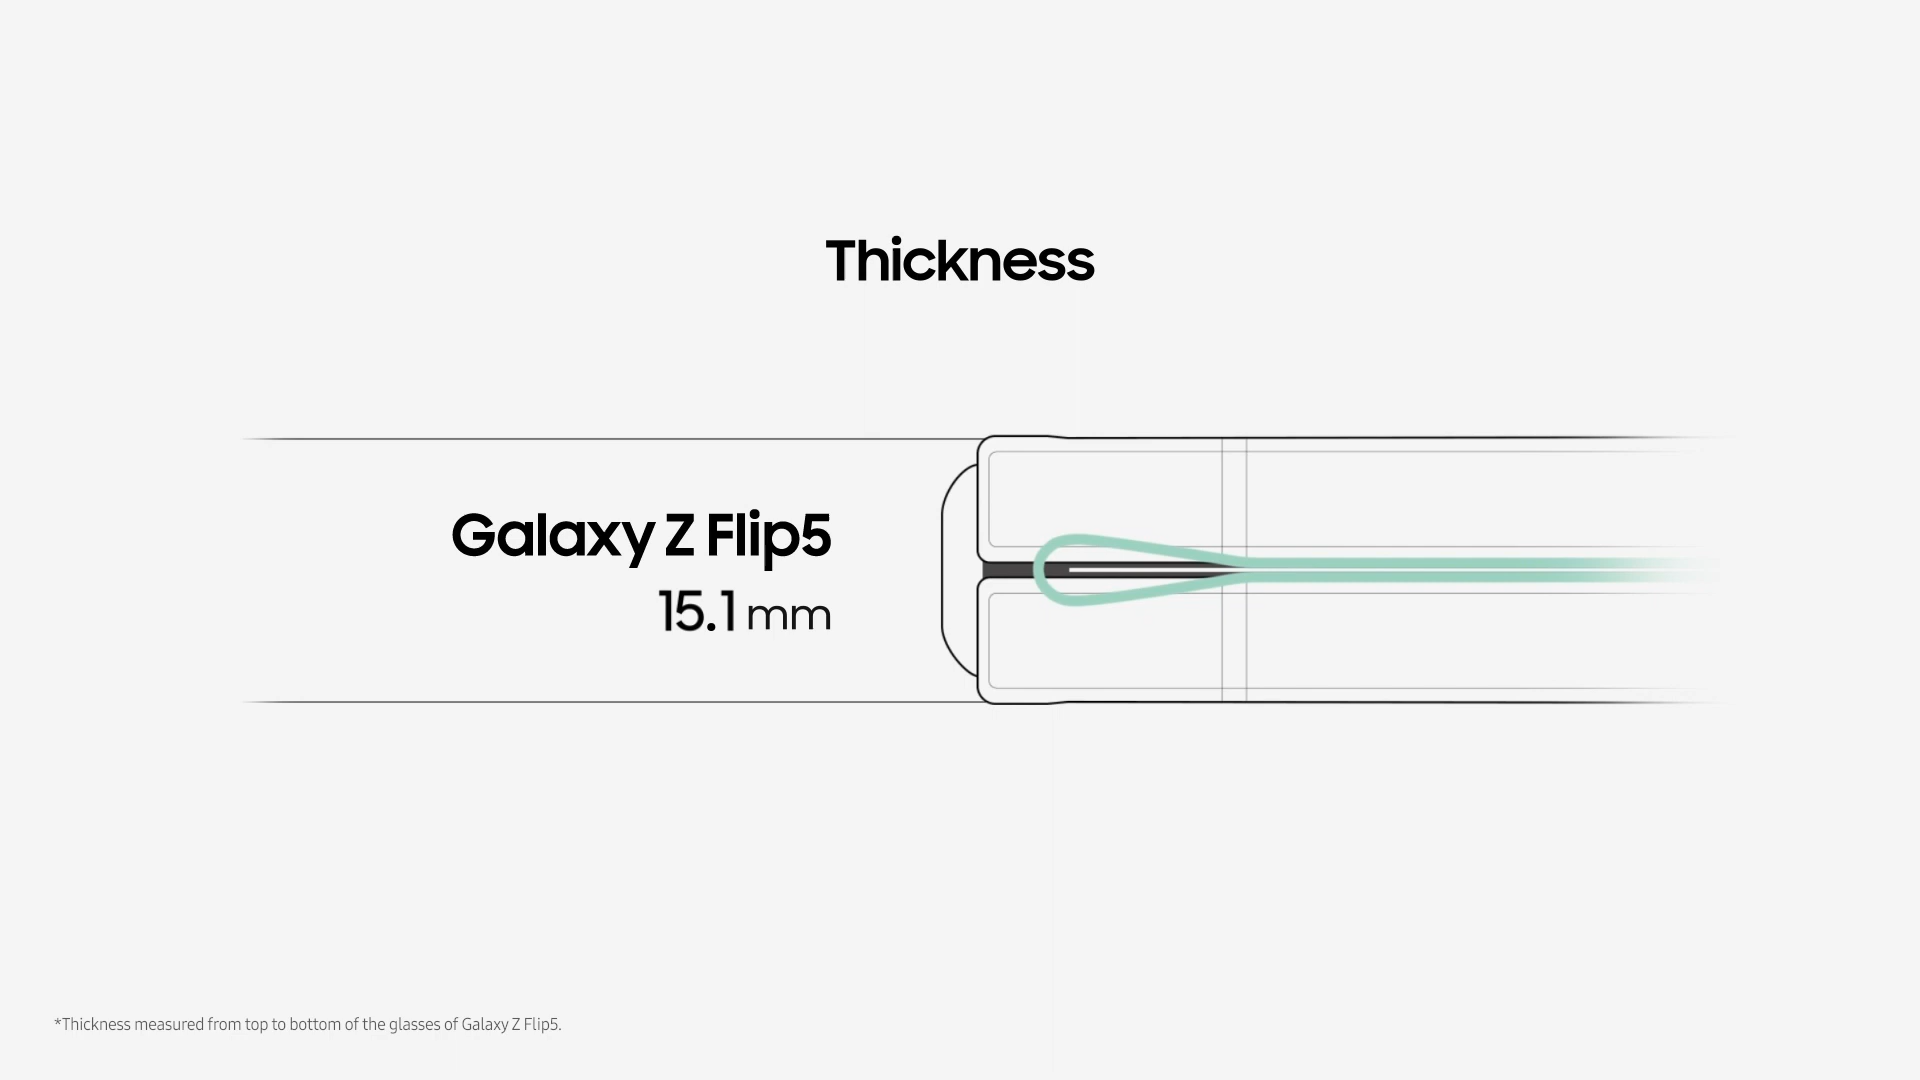 Thickness
Galaxy Z Flip5
15.1 mm
*Thickness measured from top to bottom of the glasses of Galaxy Z Flip5.